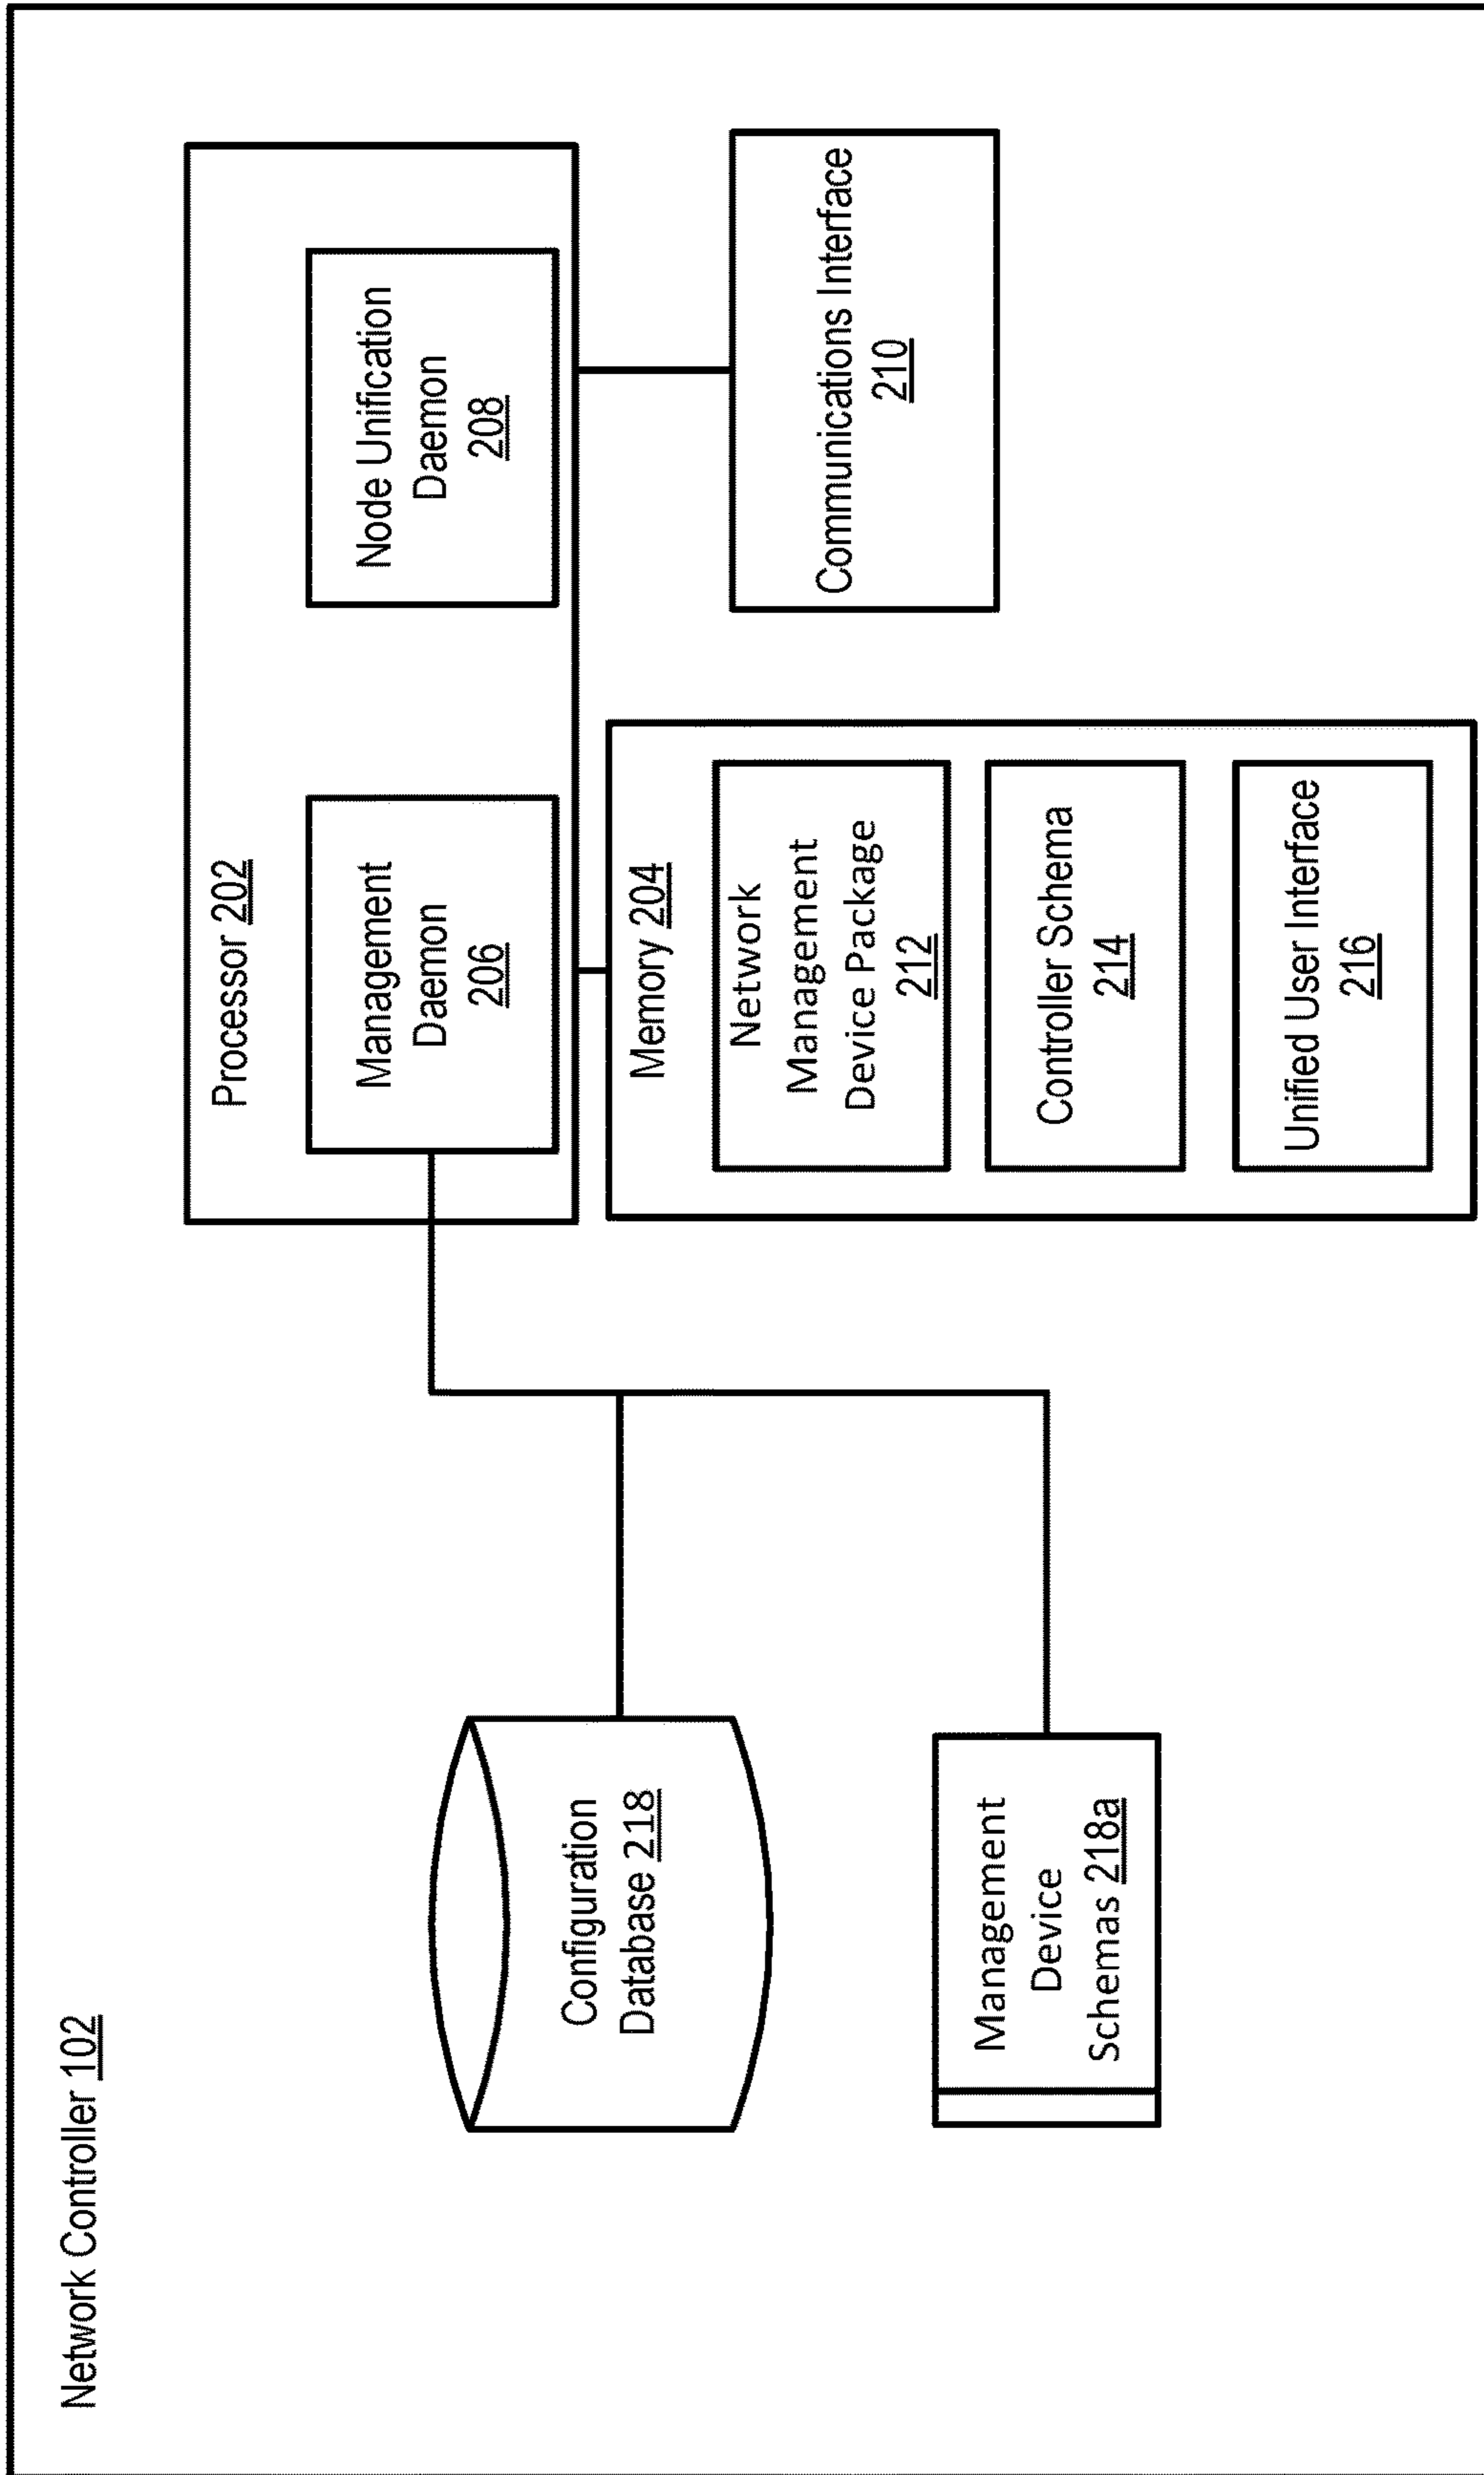 Network Controller 102
Processor 202
Management
Daemon
206
Node Unification
Daemon
208
Configuration
Database 218
Memory 204
Network
Management
Device Package
212
Communications Interface
210
Management
Device
Schemas 218a
Controller Schema
214
Unified User Interface
216